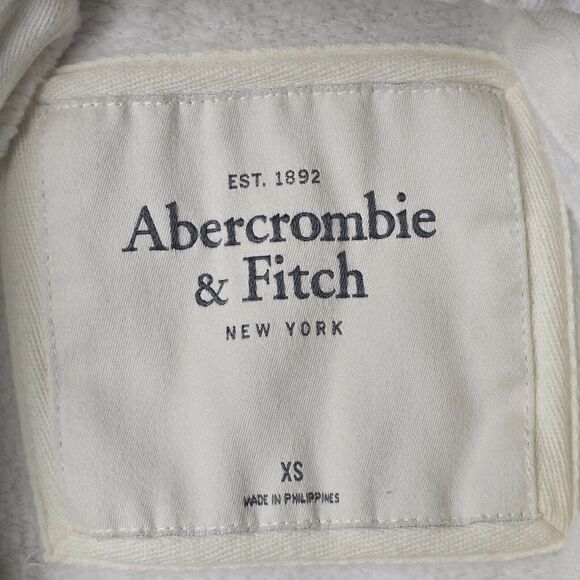 EST. 1892
Abercrombie
& Fitch
NEW YORK
XS
MADE IN PHILIPPINES